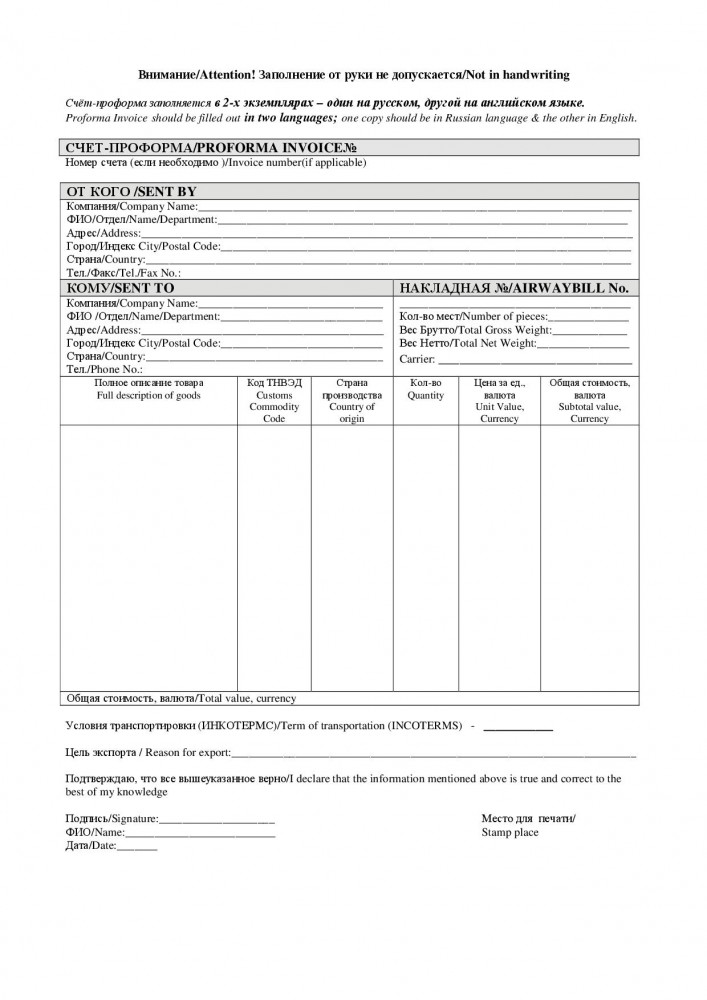 Внимание/Attention! Заполнение от руки не допускается/Not in handwriting
Счёт-проформа заполняется в 2-х экземплярах – один на русском, другой на английском языке.
Proforma Invoice should be filled out in two languages; one copy should be in Russian language & the other in English.
СЧЕТ-ПРОФОРМА/PROFORMA INVOICE№
Номер счета (если необходимо )/Invoice number(if applicable)
ОТ КОГО /SENT BY
Компания/Company Name:
ФИО/Отдел/Name/Department:
Адрес/Address:
Город/Индекс City/Postal Code:
Страна/Country:
Тел./Факс/Tel./Fax No.:
КОМУ/SENT TO
Компания/Company Name:
ФИО /Отдел/Name/Department:
Адрес/Address:
Город/Индекс City/Postal Code:
Страна/Country:
Тел./Phone No.:
НАКЛАДНАЯ №/AIRWAYBILL No.
Кол-во мест/Number of pieces:
Вес Брутто/Total Gross Weight:
Вес Нетто/Total Net Weight:
Carrier:
Полное описание товара
Full description of goods
Код ТНВЭД
Customs
Commodity
Code
Страна
производства
Country of
origin
Кол-во
Quantity
Цена за ед.,
валюта
Unit Value,
Currency
Общая стоимость,
валюта
Subtotal value,
Currency
Общая стоимость, валюта/Total value, currency
Условия транспортировки (ИНКОТЕРМС)/Term of transportation (INCOTERMS) -
Цель экспорта / Reason for export:
Подтверждаю, что все вышеуказанное верно/I declare that the information mentioned above is true and correct to the
best of my knowledge
Подпись/Signature:
ФИО/Name:
Дата/Date:
Место для печати/
Stamp place